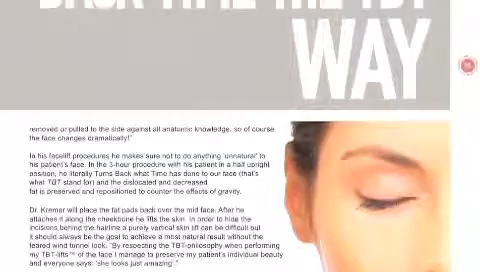 BACK TIME THE TBT
WAY
removed or pulled to the side against all anatomic knowledge, so of course
the face changes dramatically!"
In his facelift procedures he makes sure not to do anything 'unnatural' to
his patient's face. In the 3-hour procedure with his patient in a half upright
position, he literally Turns Back what Time has done to our face (that's
what TBT stand for) and the dislocated and decreased
fat is preserved and repositioned to counter the effects of gravity.
Dr. Kremer will place the fat pads back over the mid face. After he
attaches it along the cheekbone he lifts the skin. In order to hide the
incisions behind the hairline a purely vertical skin lift can be difficult but
it should always be the goal to achieve a most natural result without the
feared wind tunnel look. "By respecting the TBT-philosophy when performing
my TBT-lifts™ of the face I manage to preserve my patient's individual beauty
and everyone says: 'she looks just amazing'."